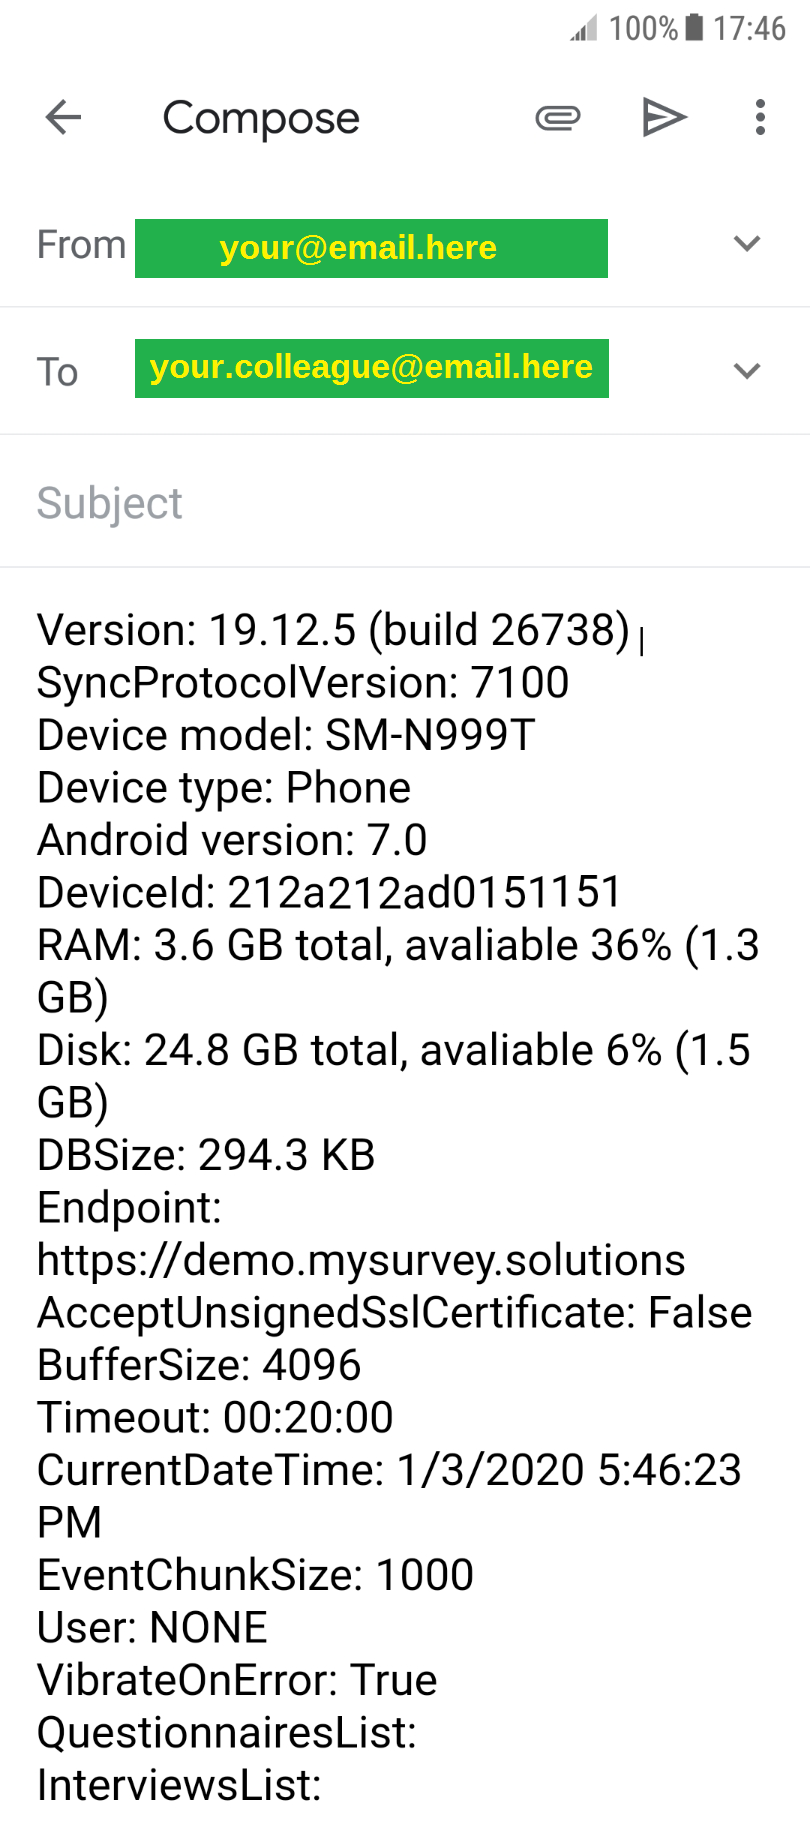 100% 17:46
Compose
From your@email.here
To your.colleague@email.here
Subject
Version: 19.12.5 (build 26738)
SyncProtocolVersion: 7100
Device model: SM-N999T
Device type: Phone
Android version: 7.0
DeviceId: 212a212ad0151151
RAM: 3.6 GB total, avaliable 36% (1.3
GB)
Disk: 24.8 GB total, avaliable 6% (1.5
GB)
DBSize: 294.3 KB
Endpoint:
https://demo.mysurvey.solutions
AcceptUnsignedSslCertificate: False
BufferSize: 4096
Timeout: 00:20:00
CurrentDateTime: 1/3/2020 5:46:23
PM
EventChunkSize: 1000
User: NONE
VibrateOnError: True
QuestionnairesList:
InterviewsList: